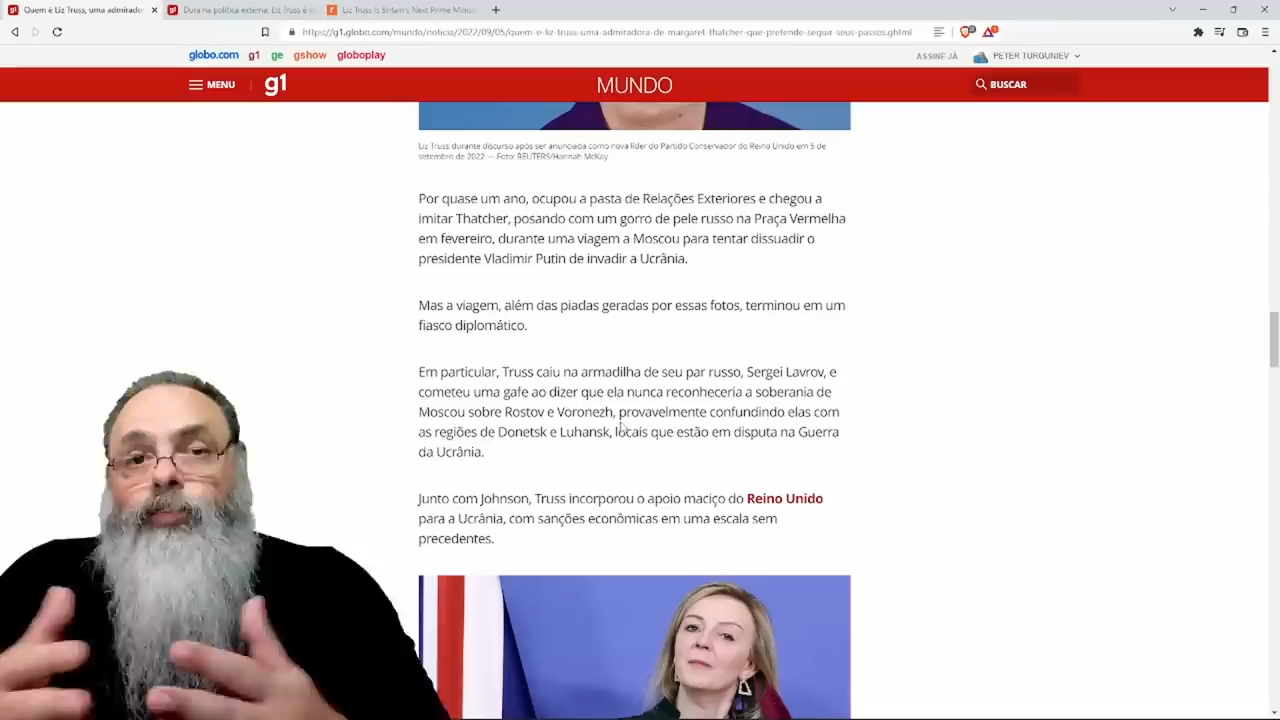 Quem é Liz Truss, uma admirado
Dura na política externa, Liz Truss é
Liz Truss Is Britain's Next Prime Minis
https://g1.globo.com/mundo/noticia/2022/09/05/quem-e-liz-truss-uma-admiradora-de-margaret-thatcher-que-pretende-seguir-seus-passos.ghtml
globo.com g1 ge gshow globoplay ASSINE JÁ PETER TURGUNIEV
MENU g1 MUNDO BUSCAR
Liz Truss durante discurso após ser anunciada como nova líder do Partido Conservador do Reino Unido em 5 de
setembro de 2022 — Foto: REUTERS/Hannah McKay
Por quase um ano, ocupou a pasta de Relações Exteriores e chegou a
imitar Thatcher, posando com um gorro de pele russo na Praça Vermelha
em fevereiro, durante uma viagem a Moscou para tentar dissuadir o
presidente Vladimir Putin de invadir a Ucrânia.
Mas a viagem, além das piadas geradas por essas fotos, terminou em um
fiasco diplomático.
Em particular, Truss caiu na armadilha de seu par russo, Sergei Lavrov, e
cometeu uma gafe ao dizer que ela nunca reconheceria a soberania de
Moscou sobre Rostov e Voronezh, provavelmente confundindo elas com
as regiões de Donetsk e Luhansk, locais que estão em disputa na Guerra
da Ucrânia.
Junto com Johnson, Truss incorporou o apoio maciço do Reino Unido
para a Ucrânia, com sanções econômicas em uma escala sem
precedentes.